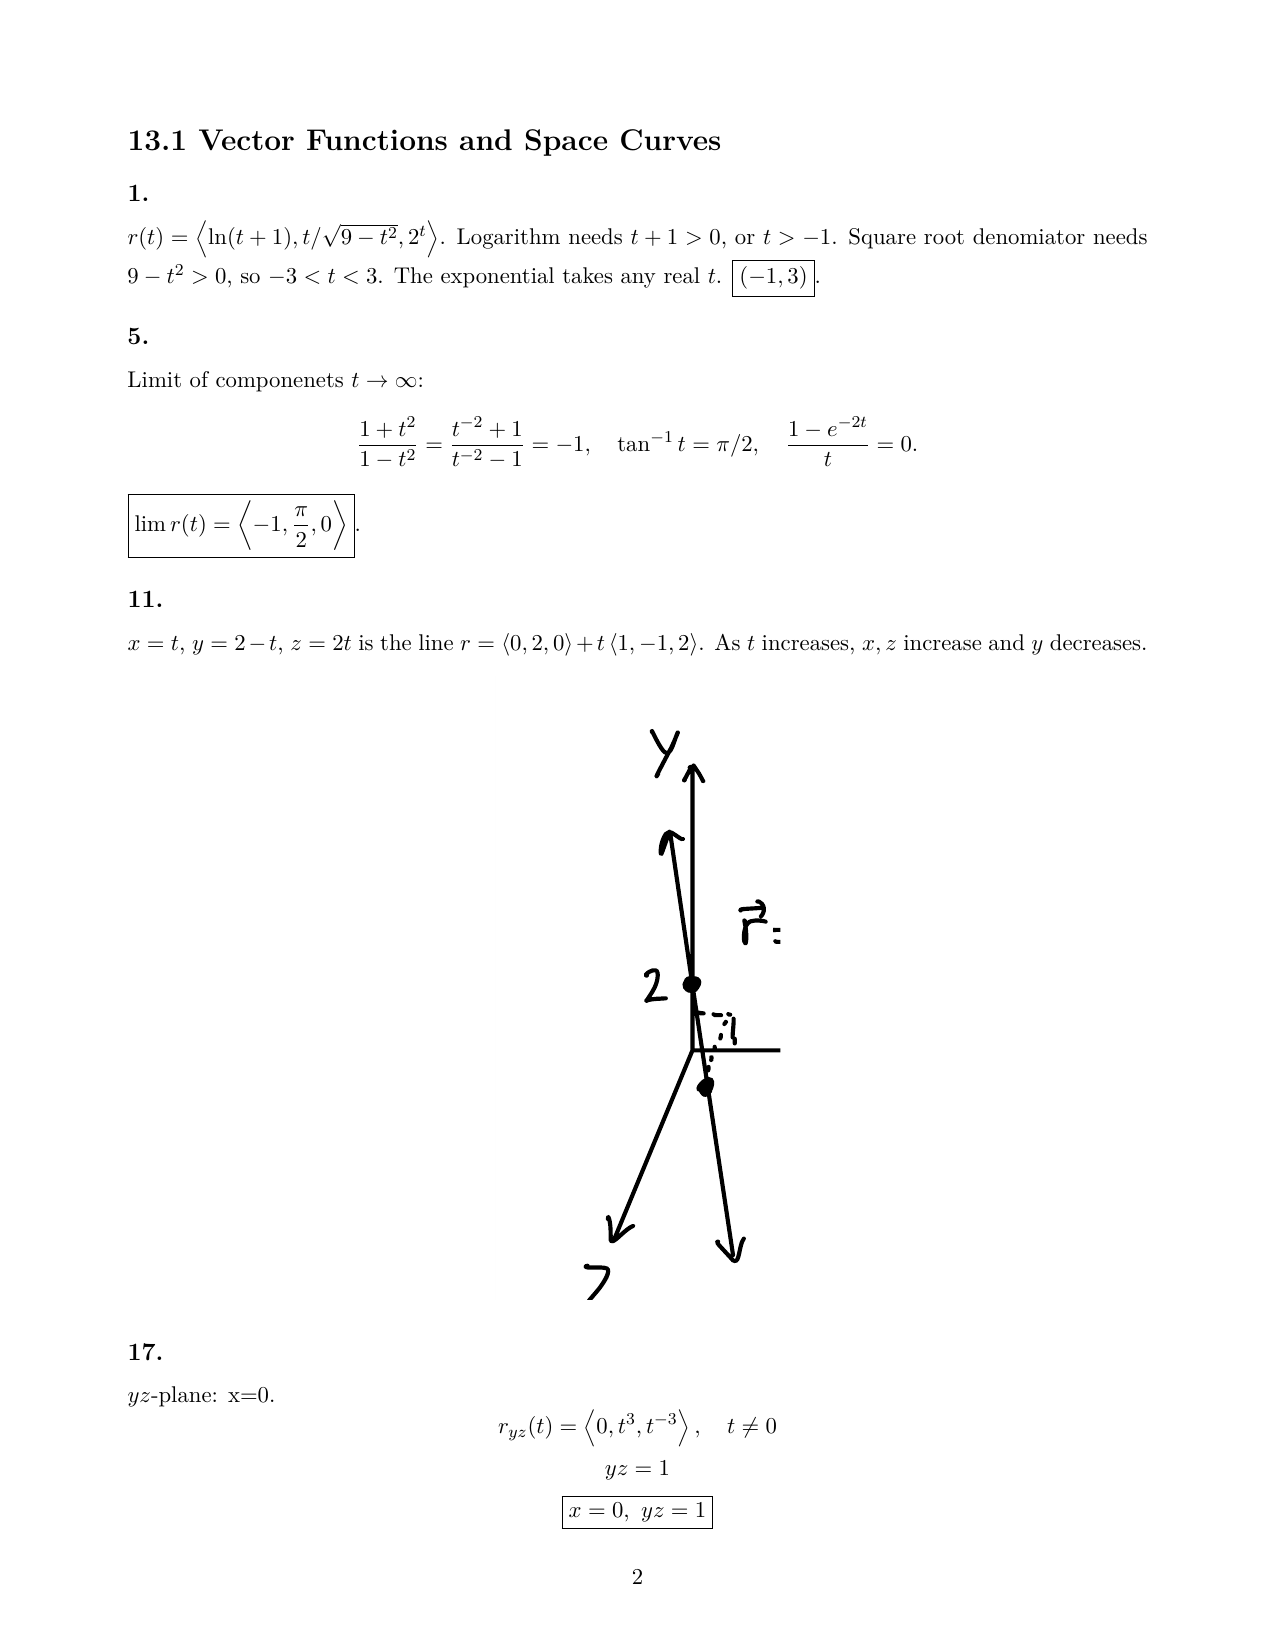 13.1 Vector Functions and Space Curves
1.
r(t) = ⟨ln(t + 1), t/√(9 − t²), 2ᵗ⟩. Logarithm needs t + 1 > 0, or t > −1. Square root denomiator needs
9 − t² > 0, so −3 < t < 3. The exponential takes any real t. (−1, 3).
5.
Limit of componenets t → ∞:
(1 + t²)/(1 − t²) = (t⁻² + 1)/(t⁻² − 1) = −1, tan⁻¹ t = π/2, (1 − e⁻²ᵗ)/t = 0.
lim r(t) = ⟨−1, π/2, 0⟩.
11.
x = t, y = 2 − t, z = 2t is the line r = ⟨0, 2, 0⟩ + t ⟨1, −1, 2⟩. As t increases, x, z increase and y decreases.
y
r⃗ =
2
1
17.
yz-plane: x=0.
r_yz(t) = ⟨0, t³, t⁻³⟩, t ≠ 0
yz = 1
x = 0, yz = 1
2